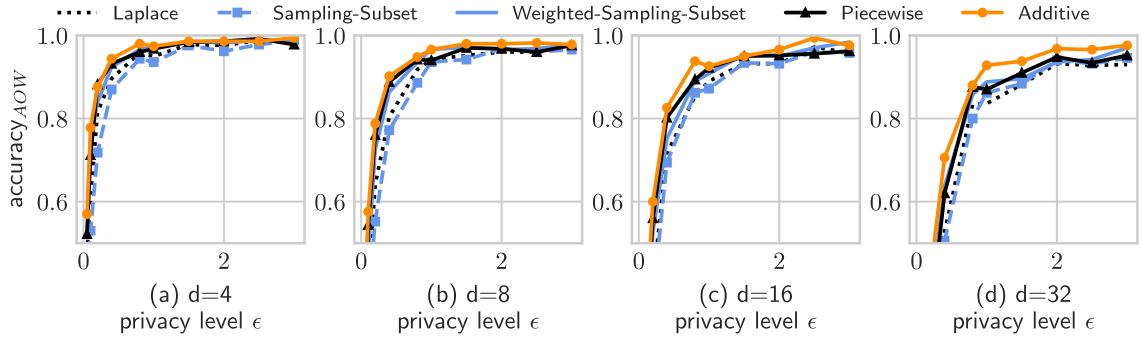 Laplace Sampling-Subset Weighted-Sampling-Subset Piecewise Additive
accuracy_AOW
1.0
0.8
0.6
0 2
(a) d=4
privacy level ϵ
1.0
0.8
0.6
0 2
(b) d=8
privacy level ϵ
1.0
0.8
0.6
0 2
(c) d=16
privacy level ϵ
1.0
0.8
0.6
0 2
(d) d=32
privacy level ϵ